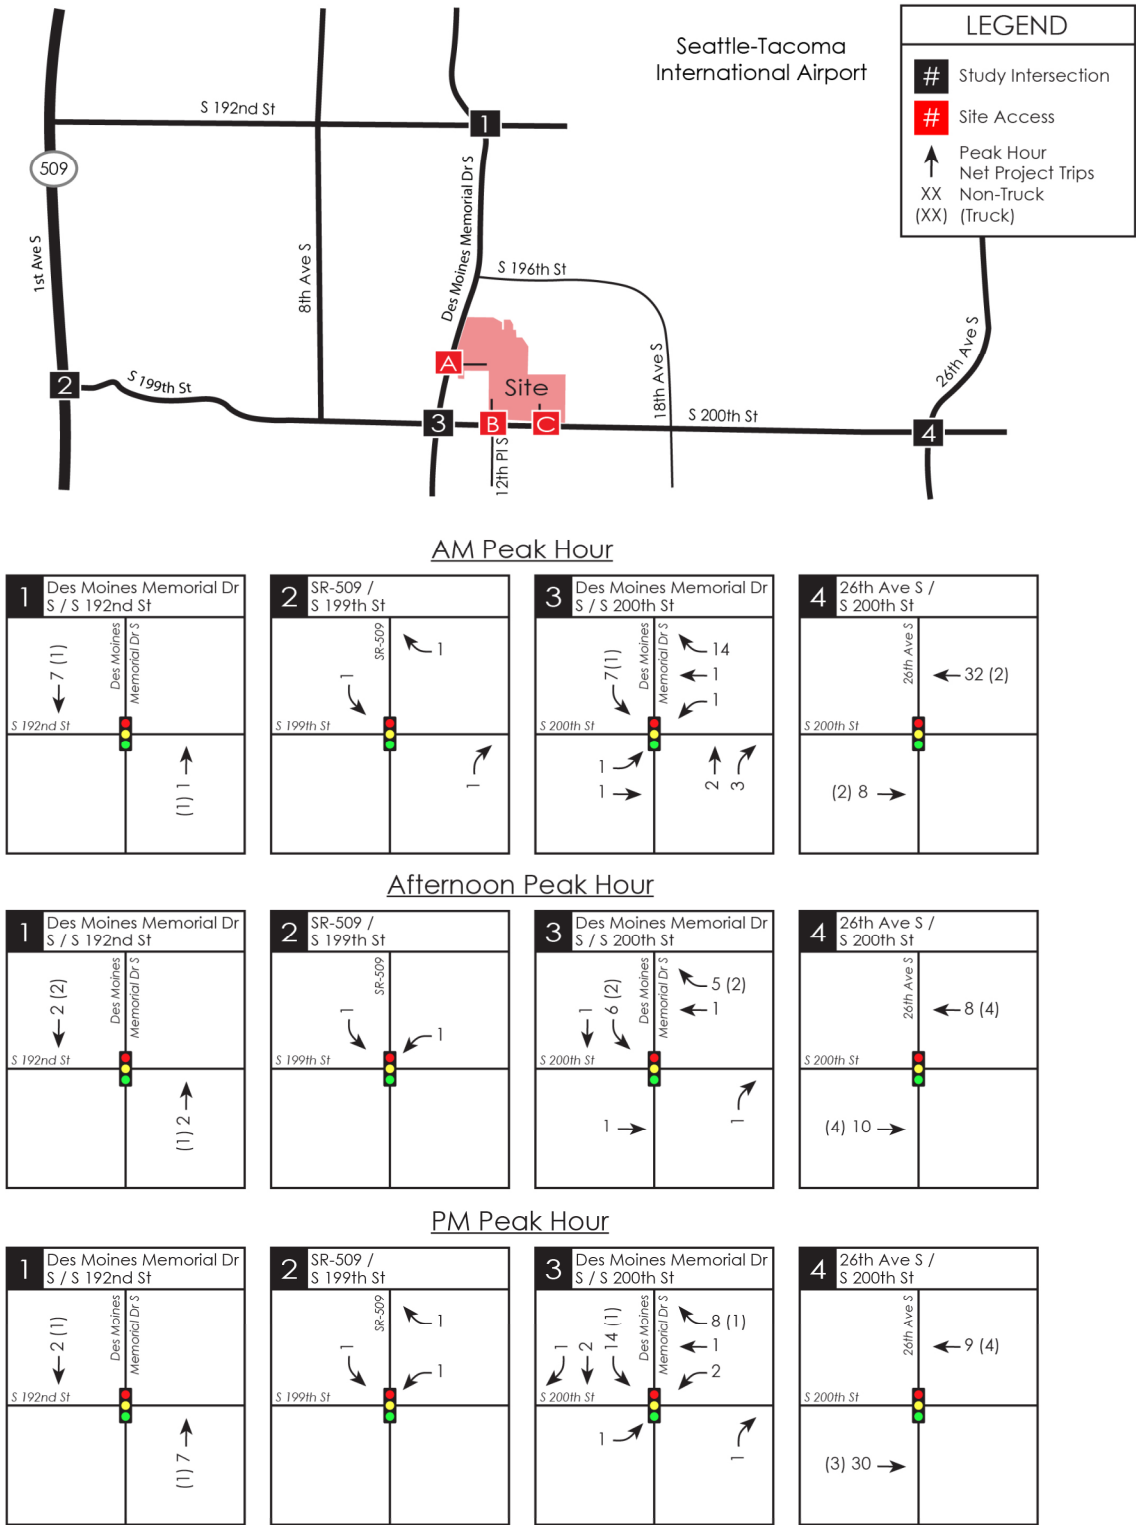 LEGEND
# Study Intersection
# Site Access
Peak Hour
Net Project Trips
XX Non-Truck
(XX) (Truck)
Seattle-Tacoma
International Airport
S 192nd St
1
509
1st Ave S
8th Ave S
Des Moines Memorial Dr S
S 196th St
A
Site
2
S 199th St
3
B
C
12th Pl S
18th Ave S
S 200th St
26th Ave S
4
AM Peak Hour
1 Des Moines Memorial Dr
S / S 192nd St
7 (1)
Des Moines
Memorial Dr S
S 192nd St
(1) 1
2 SR-509 /
S 199th St
SR-509
1
1
S 199th St
1
3 Des Moines Memorial Dr
S / S 200th St
7(1)
Des Moines
Memorial Dr S
14
1
1
S 200th St
1
1
2
3
4 26th Ave S /
S 200th St
26th Ave S
32 (2)
S 200th St
(2) 8
Afternoon Peak Hour
1 Des Moines Memorial Dr
S / S 192nd St
2 (2)
Des Moines
Memorial Dr S
S 192nd St
(1) 2
2 SR-509 /
S 199th St
SR-509
1
1
S 199th St
3 Des Moines Memorial Dr
S / S 200th St
1
6 (2)
Des Moines
Memorial Dr S
5 (2)
1
S 200th St
1
1
4 26th Ave S /
S 200th St
26th Ave S
8 (4)
S 200th St
(4) 10
PM Peak Hour
1 Des Moines Memorial Dr
S / S 192nd St
2 (1)
Des Moines
Memorial Dr S
S 192nd St
(1) 7
2 SR-509 /
S 199th St
SR-509
1
1
1
S 199th St
3 Des Moines Memorial Dr
S / S 200th St
1
2
14 (1)
Des Moines
Memorial Dr S
8 (1)
1
2
S 200th St
1
1
4 26th Ave S /
S 200th St
26th Ave S
9 (4)
S 200th St
(3) 30